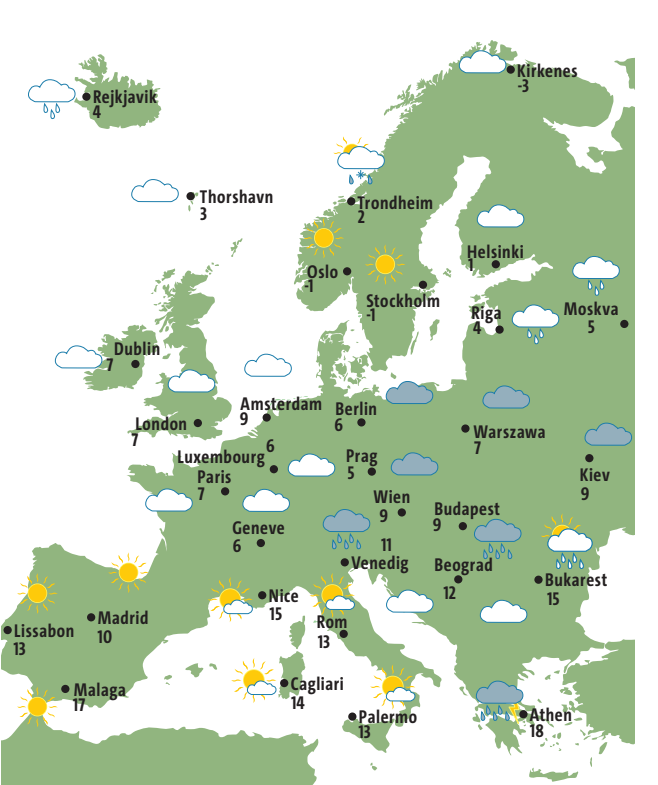 Kirkenes
-3
Rejkjavik
4
Thorshavn
3
Trondheim
2
Helsinki
1
Oslo
-1
Stockholm
-1
Riga
4
Moskva
5
Dublin
7
Amsterdam
9
Berlin
6
London
7
Warszawa
7
6
Luxembourg
Prag
5
Paris
7
Kiev
9
Wien
9
Budapest
9
Geneve
6
11
Venedig
Beograd
12
Bukarest
15
Nice
15
Madrid
10
Rom
13
Lissabon
13
Cagliari
14
Malaga
17
Palermo
13
Athen
18